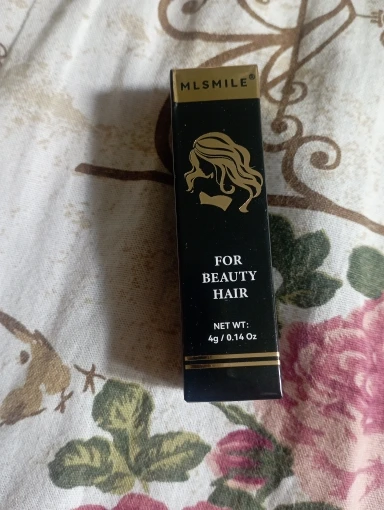 MLSMILE®
FOR
BEAUTY
HAIR
NET WT:
4g / 0.14 Oz